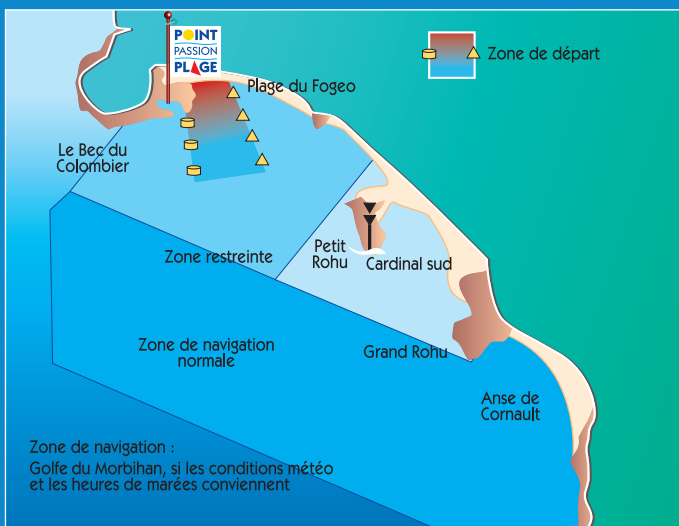 POINT
PASSION
PLAGE
Zone de départ
Plage du Fogeo
Le Bec du
Colombier
Zone restreinte
Petit
Rohu
Cardinal sud
Zone de navigation
normale
Grand Rohu
Anse de
Cornault
Zone de navigation :
Golfe du Morbihan, si les conditions météo
et les heures de marées conviennent